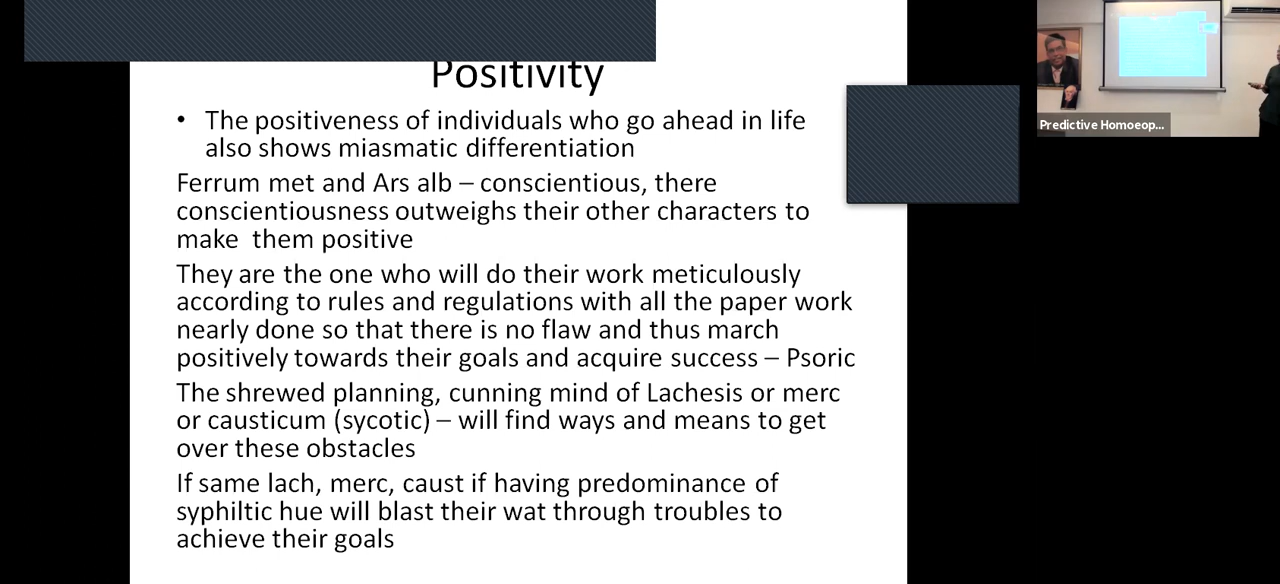 Positivity
• The positiveness of individuals who go ahead in life
also shows miasmatic differentiation
Ferrum met and Ars alb – conscientious, there
conscientiousness outweighs their other characters to
make them positive
They are the one who will do their work meticulously
according to rules and regulations with all the paper work
nearly done so that there is no flaw and thus march
positively towards their goals and acquire success – Psoric
The shrewed planning, cunning mind of Lachesis or merc
or causticum (sycotic) – will find ways and means to get
over these obstacles
If same lach, merc, caust if having predominance of
syphiltic hue will blast their wat through troubles to
achieve their goals
Predictive Homoeop...